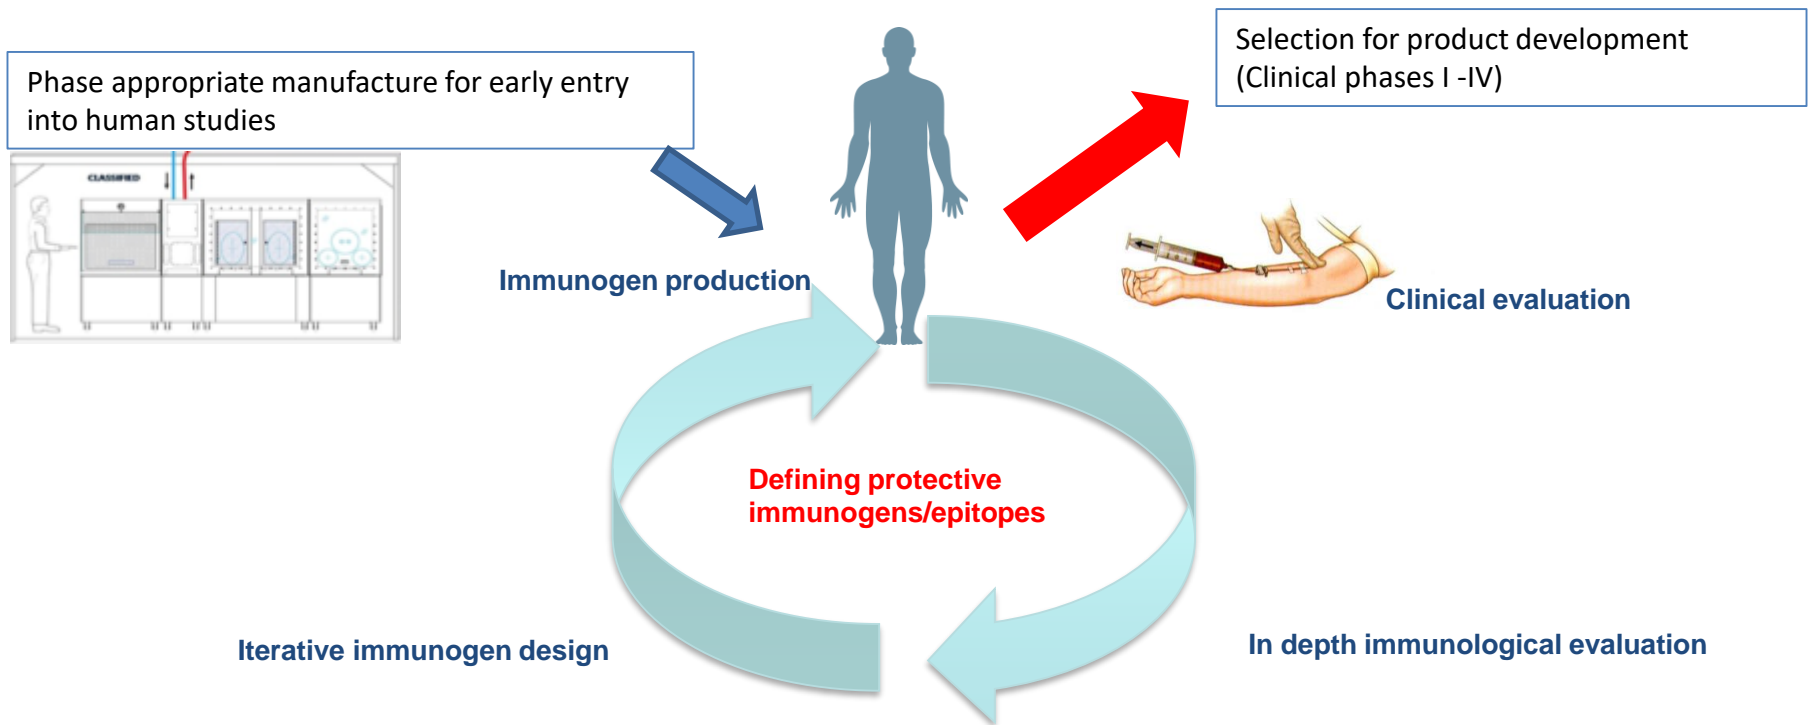 Phase appropriate manufacture for early entry
into human studies
Selection for product development
(Clinical phases I -IV)
CLASSIFIED
Immunogen production
Clinical evaluation
Defining protective
immunogens/epitopes
Iterative immunogen design
In depth immunological evaluation